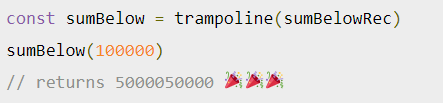 const sumBelow = trampoline(sumBelowRec)
sumBelow(100000)
// returns 5000050000 🎉🎉🎉